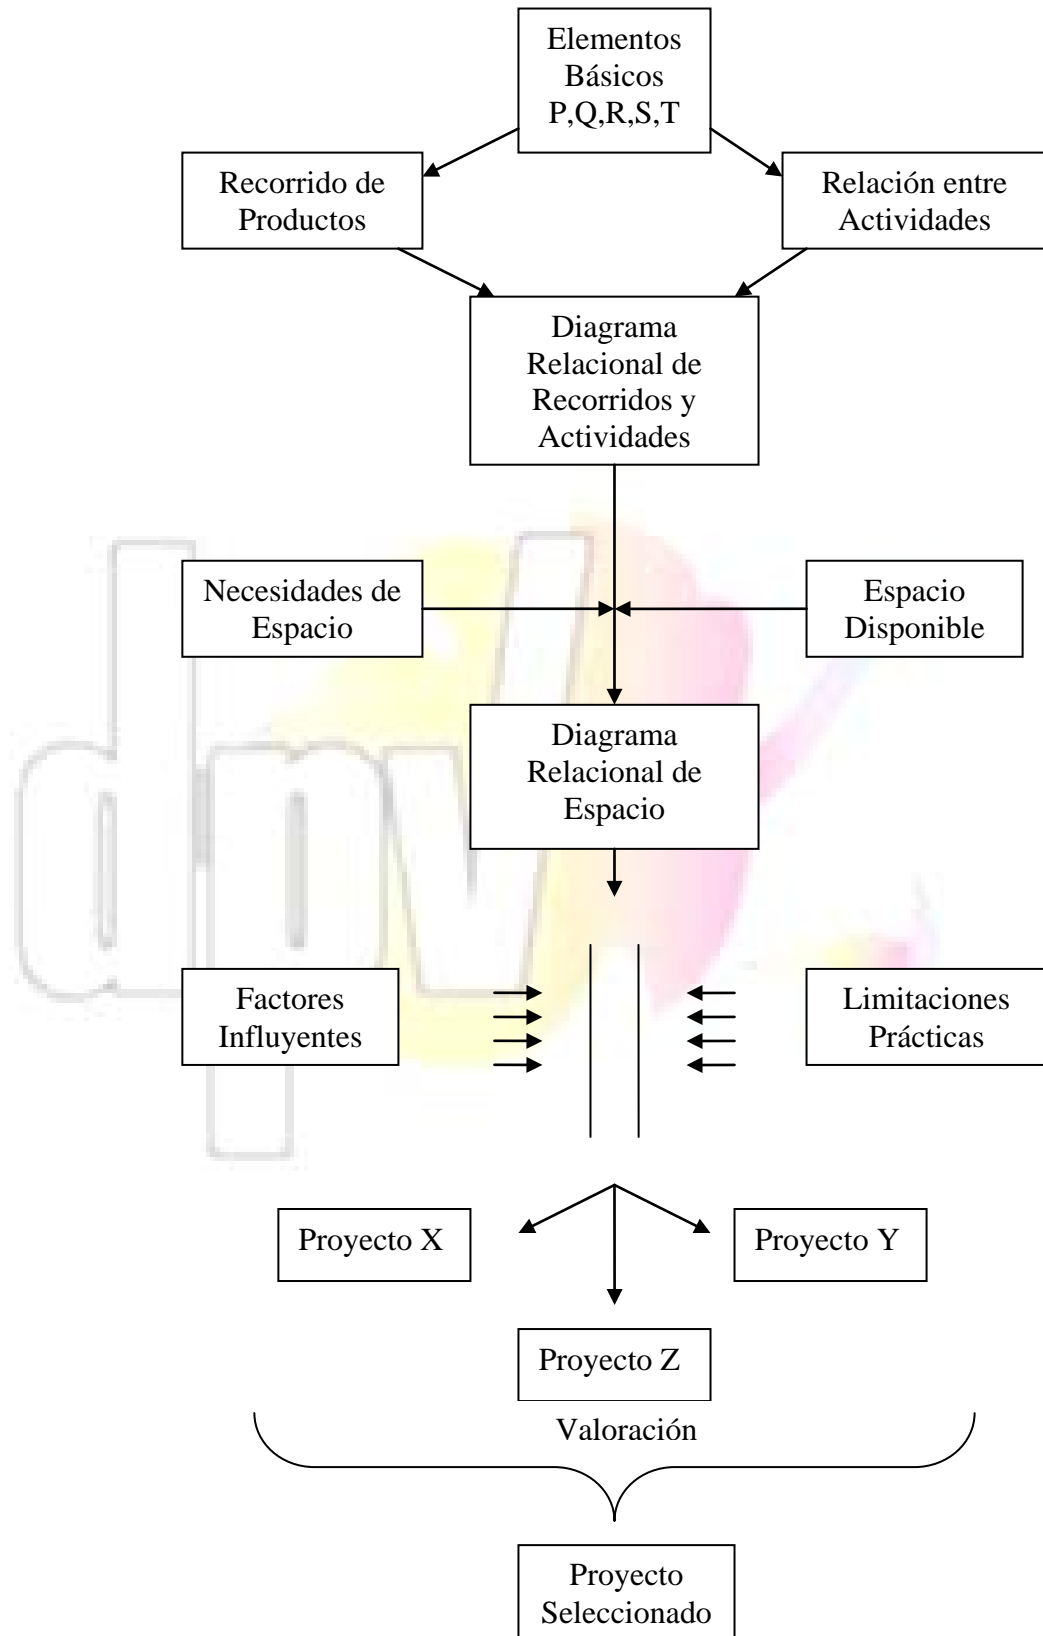 Elementos
Básicos
P,Q,R,S,T
Recorrido de
Productos
Relación entre
Actividades
Diagrama
Relacional de
Recorridos y
Actividades
Necesidades de
Espacio
Espacio
Disponible
Diagrama
Relacional de
Espacio
Factores
Influyentes
Limitaciones
Prácticas
Proyecto X
Proyecto Y
Proyecto Z
Valoración
Proyecto
Seleccionado
dpv